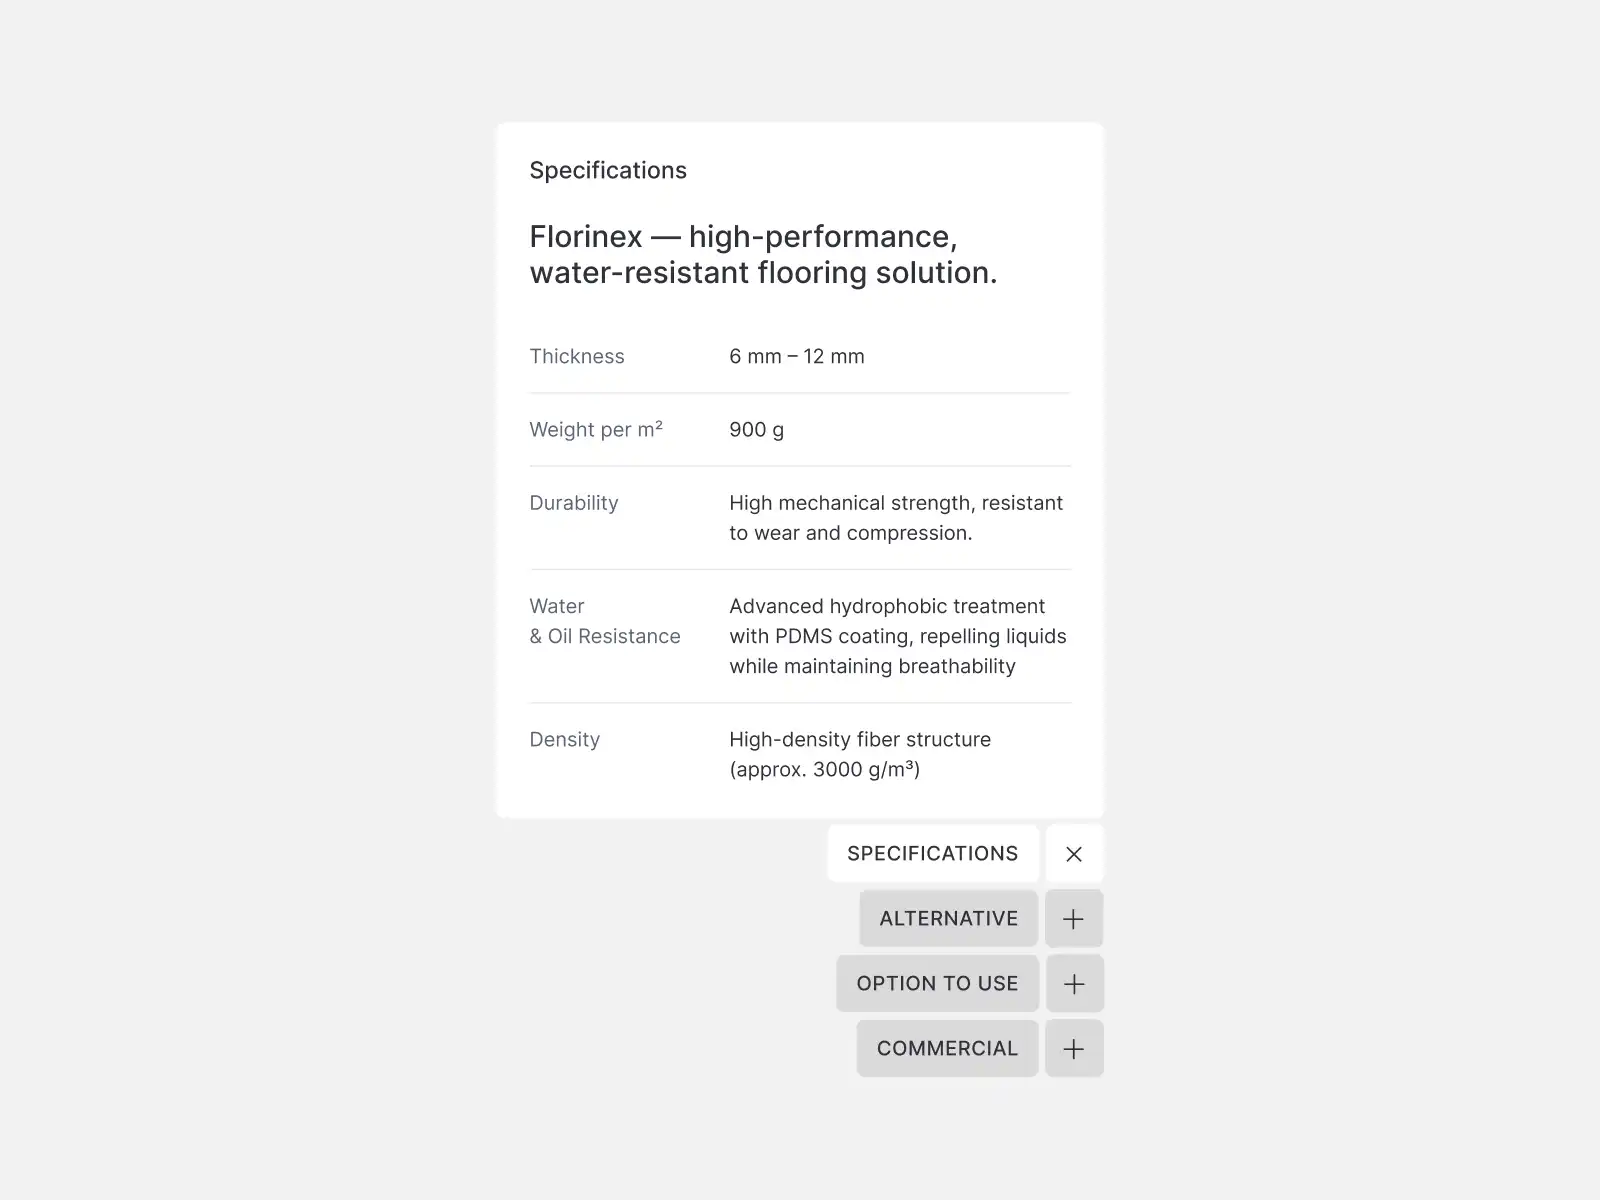 Specifications
Florinex — high-performance,
water-resistant flooring solution.
Thickness
6 mm – 12 mm
Weight per m²
900 g
Durability
High mechanical strength, resistant
to wear and compression.
Water
& Oil Resistance
Advanced hydrophobic treatment
with PDMS coating, repelling liquids
while maintaining breathability
Density
High-density fiber structure
(approx. 3000 g/m³)
SPECIFICATIONS
ALTERNATIVE
OPTION TO USE
COMMERCIAL